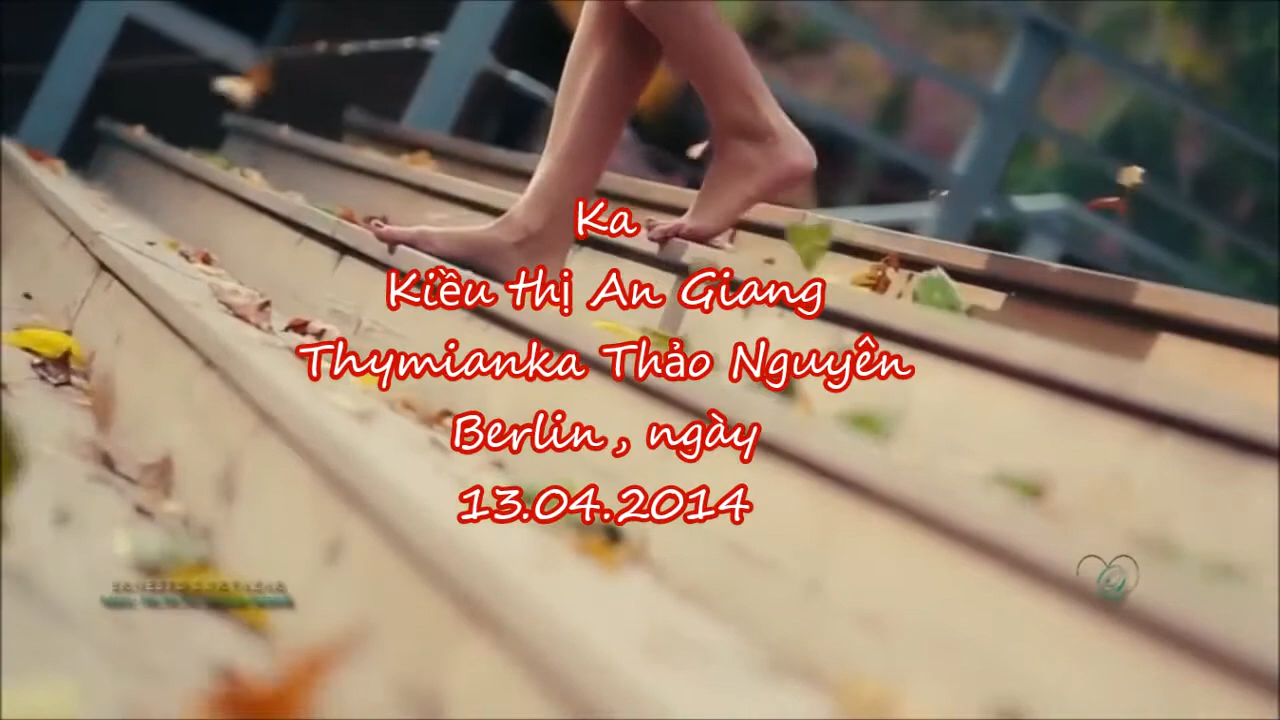 Ka
Kiều thị An Giang
Thymianka Thảo Nguyên
Berlin , ngày
13.04.2014